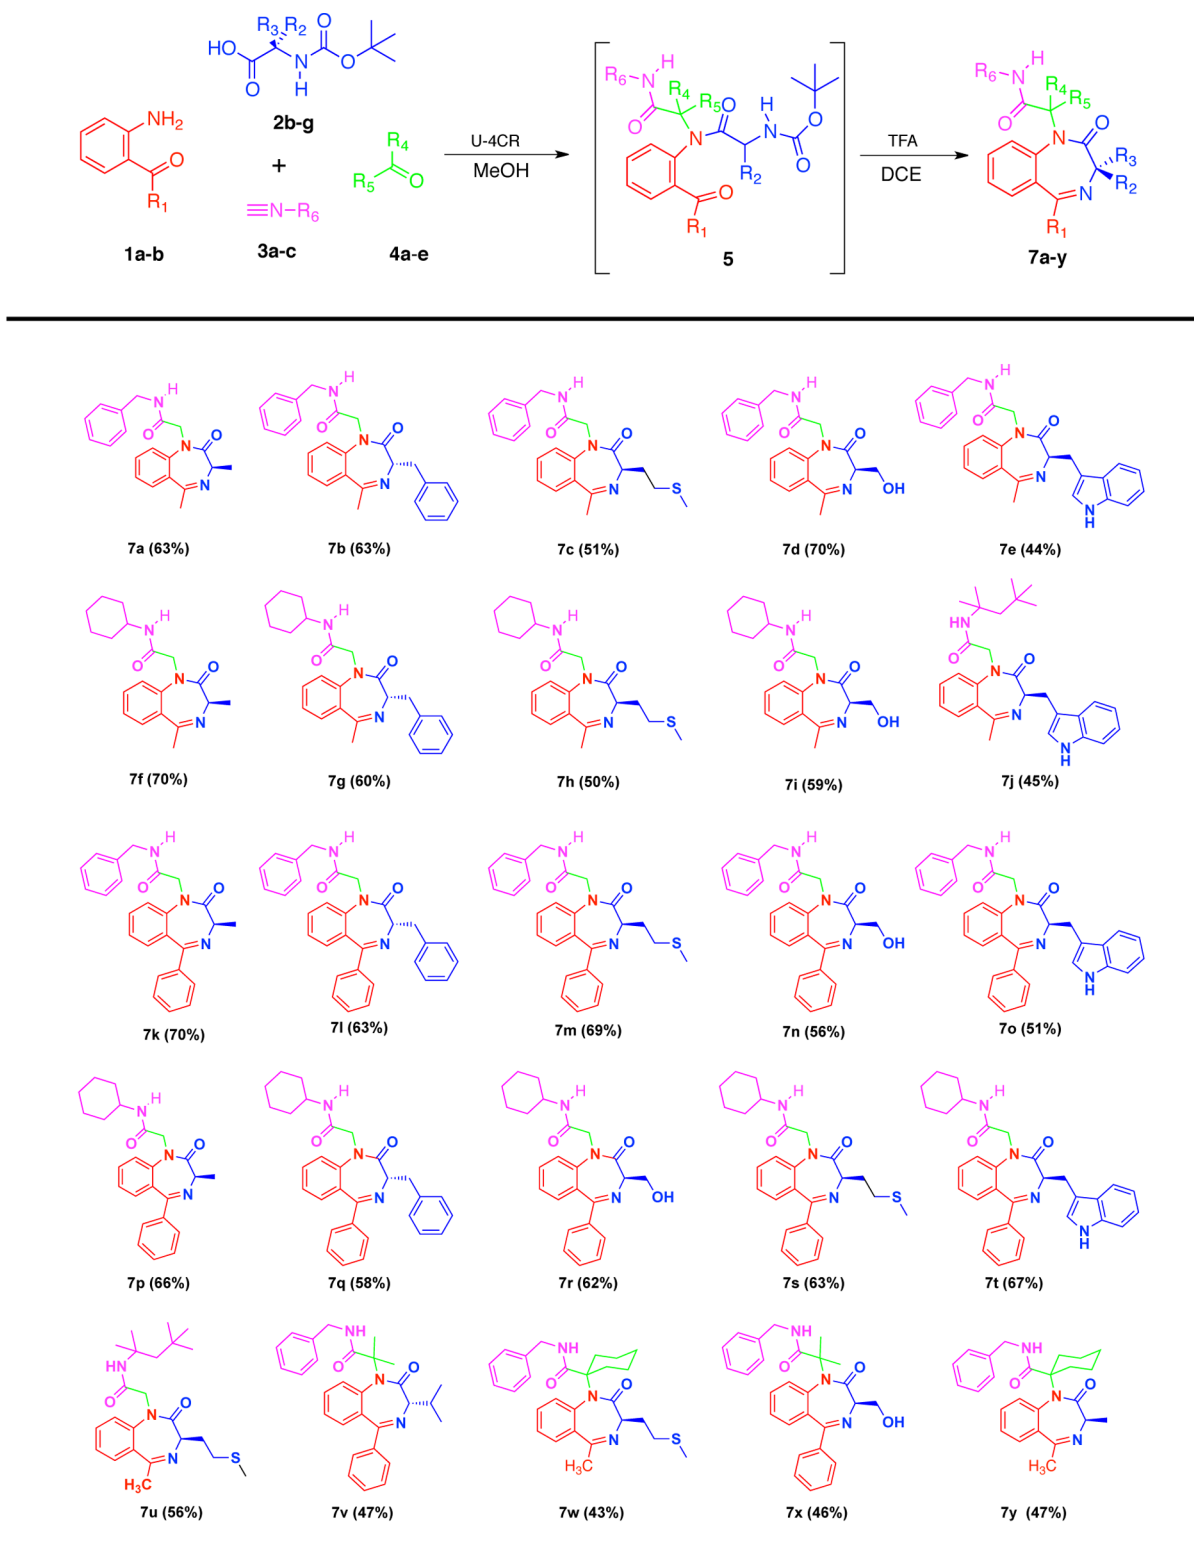 R3 R2 O
HO N O
O H
NH2
O
R1
2b-g
+
≡N-R6
R4
R5 O
1a-b
3a-c
4a-e
U-4CR
MeOH
R6 N H
O R4 R5 O H
N N O
R2 O
O
R1
5
TFA
DCE
R6 N H
O R4 R5
N O
R3
R2
N
R1
7a-y
7a (63%)
7b (63%)
7c (51%)
7d (70%)
7e (44%)
7f (70%)
7g (60%)
7h (50%)
7i (59%)
7j (45%)
7k (70%)
7l (63%)
7m (69%)
7n (56%)
7o (51%)
7p (66%)
7q (58%)
7r (62%)
7s (63%)
7t (67%)
H3C
H3C
H3C
7u (56%)
7v (47%)
7w (43%)
7x (46%)
7y (47%)